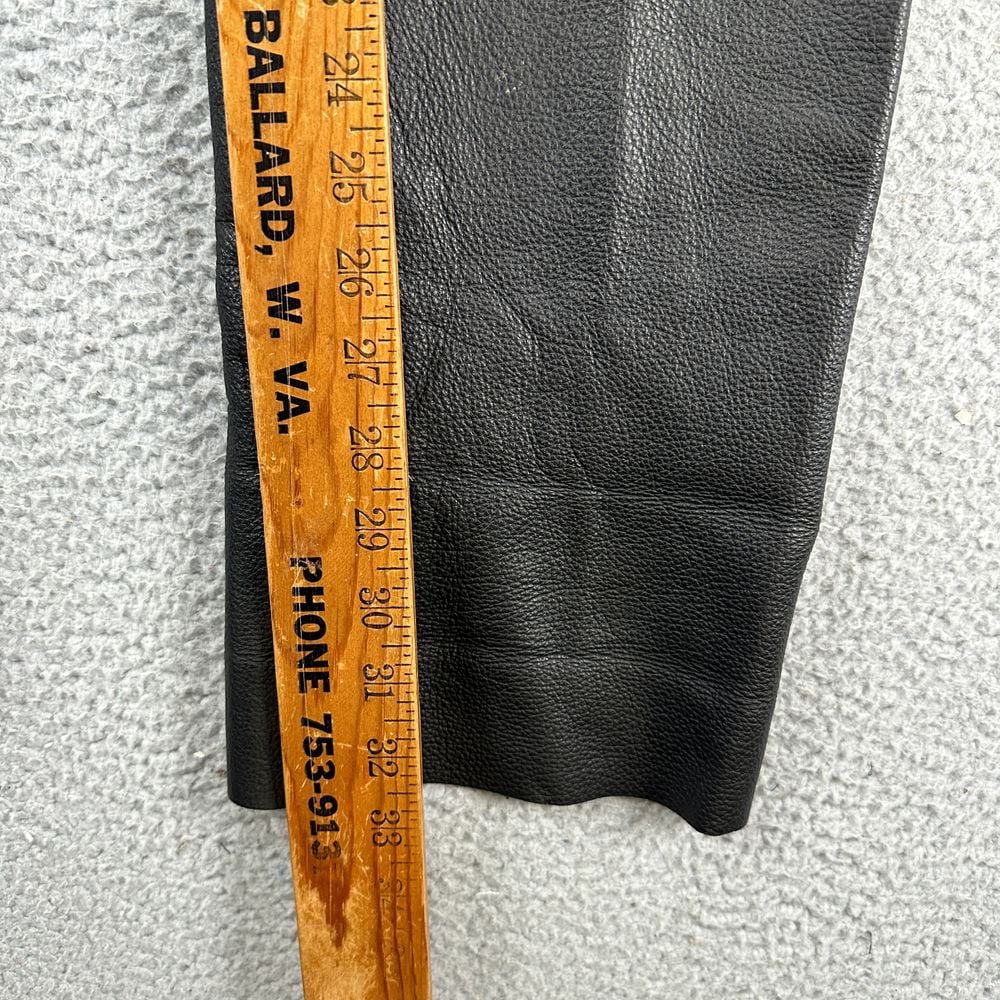 BALLARD, W. VA. PHONE 753-913
24 25 26 27 28 29 30 31 32 33